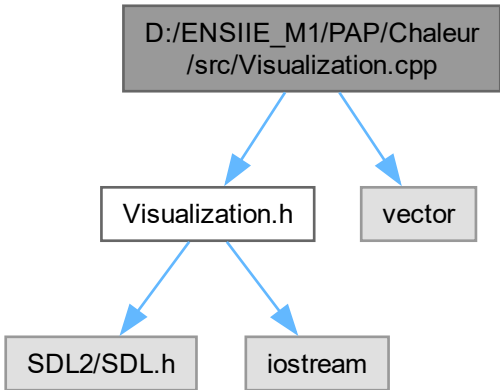 D:/ENSIIE_M1/PAP/Chaleur
/src/Visualization.cpp
Visualization.h
vector
SDL2/SDL.h
iostream